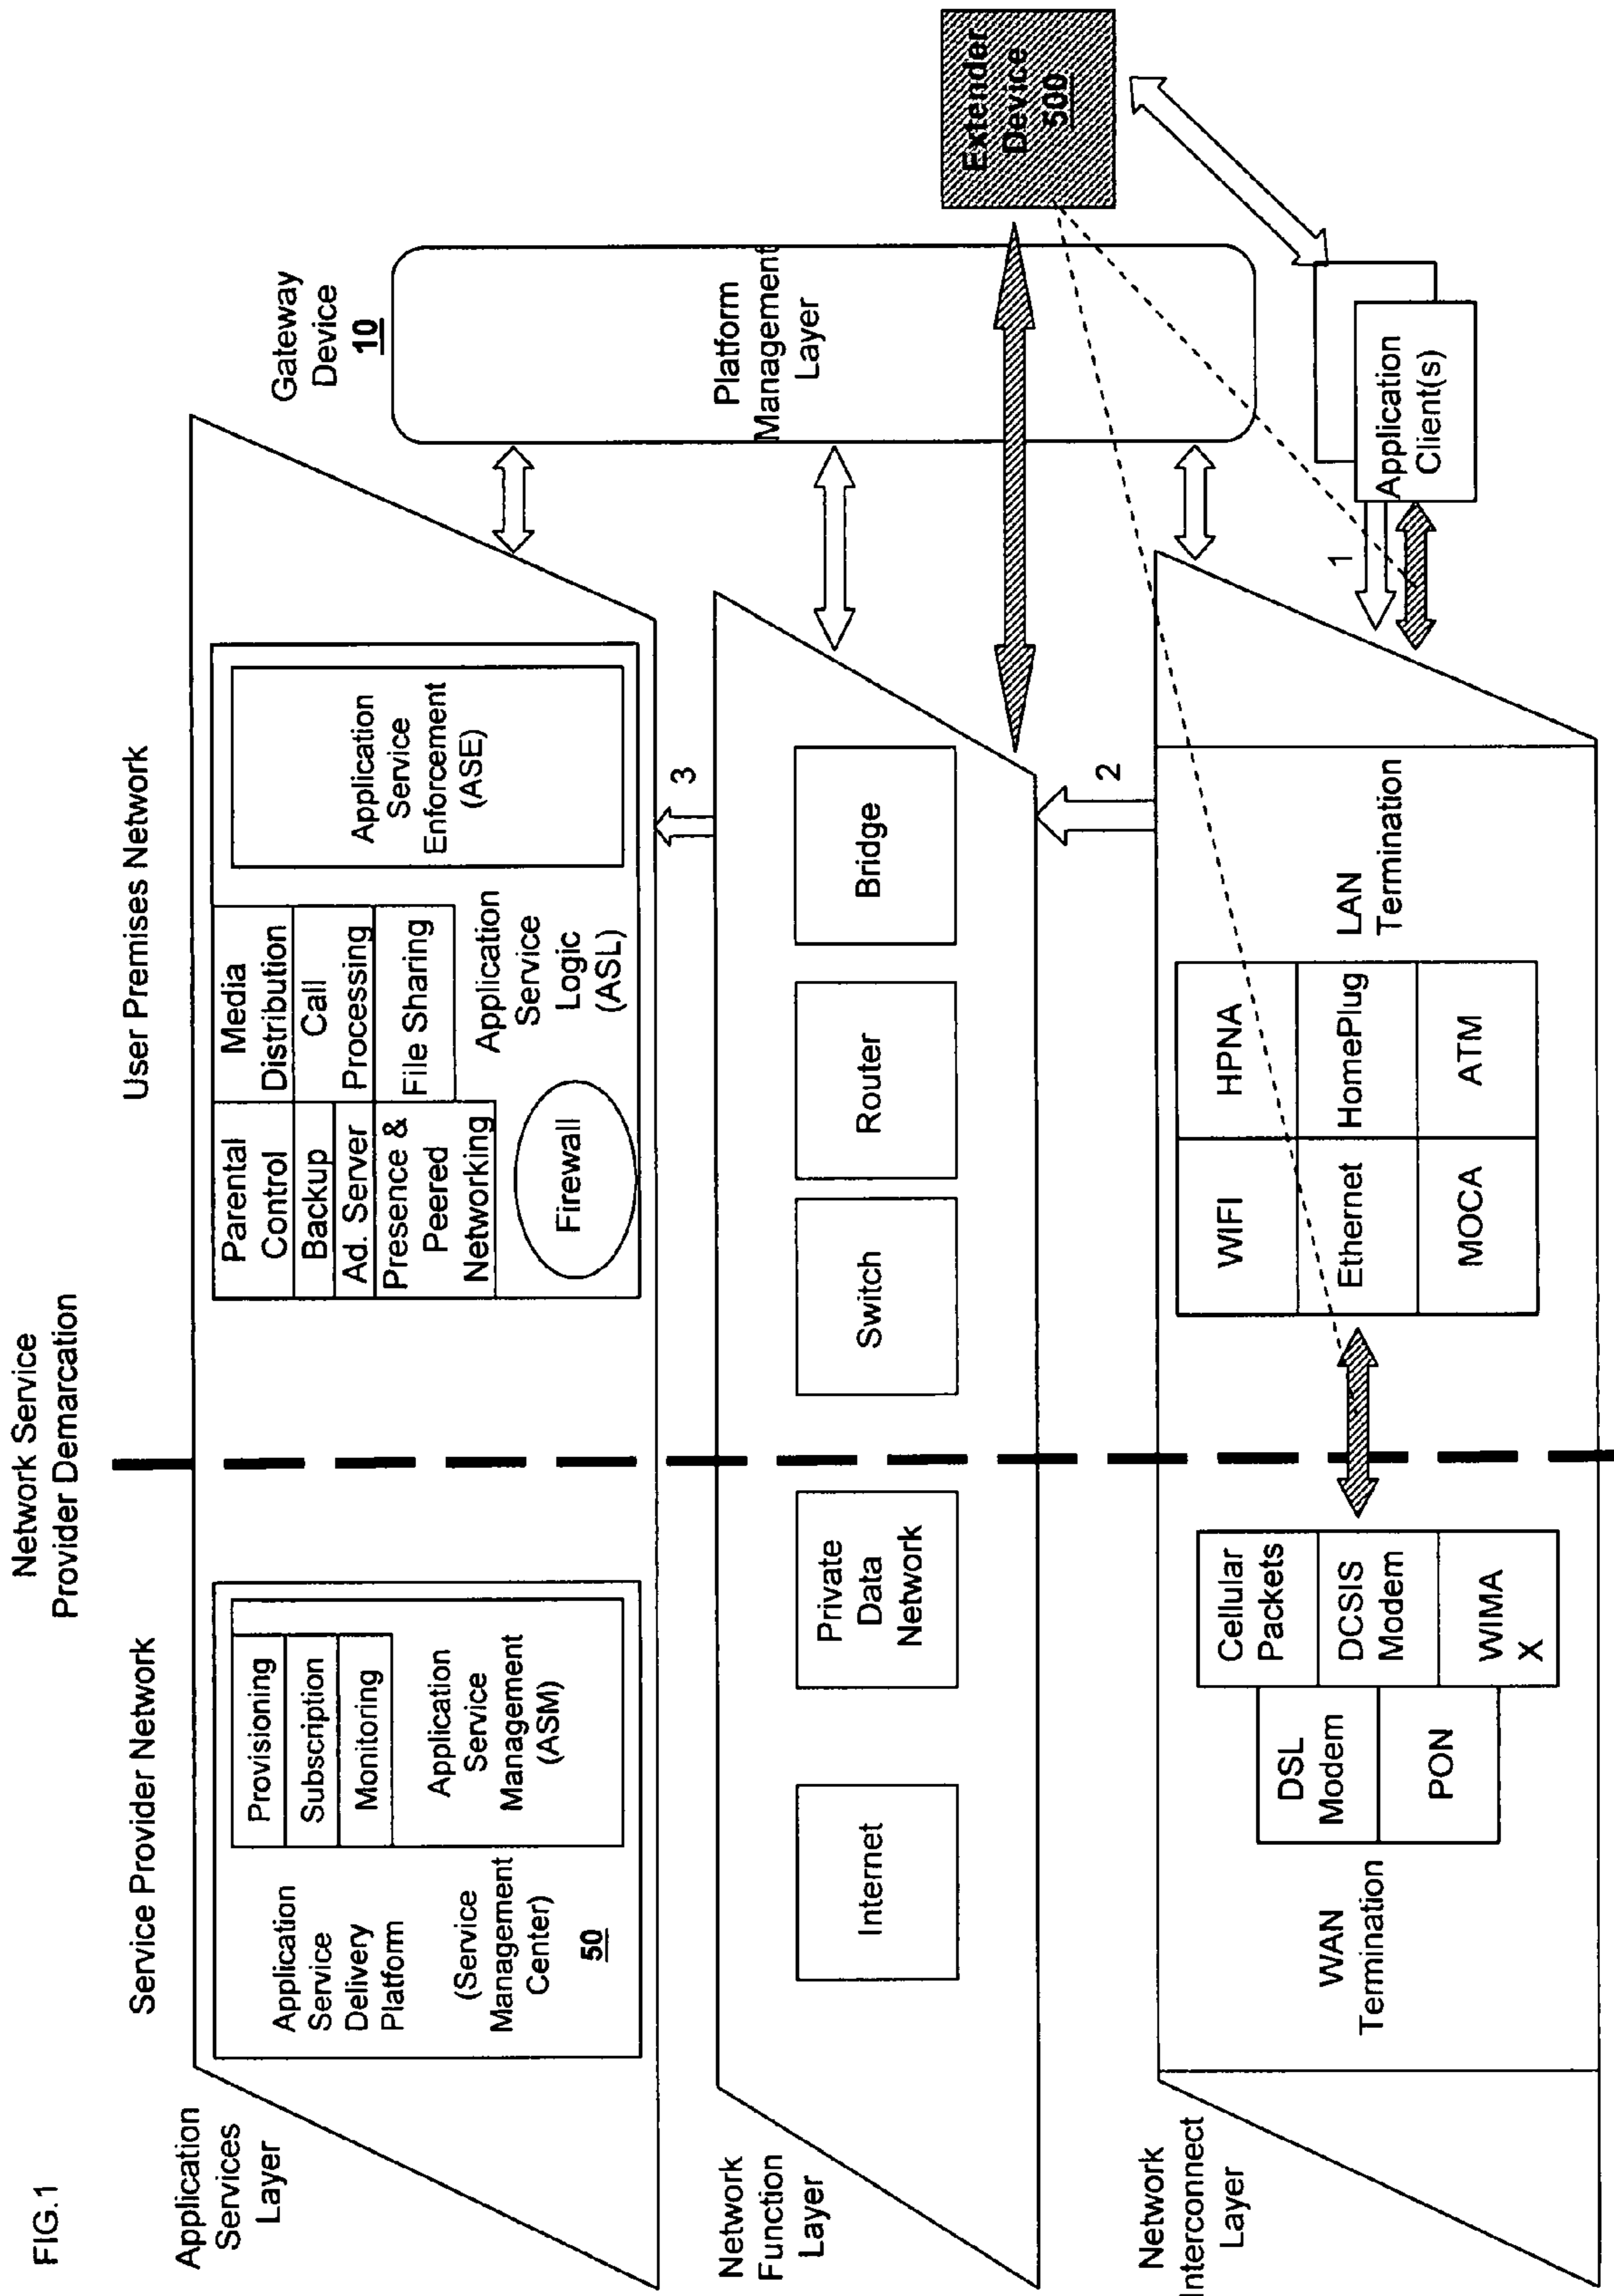 FIG.1
Network Service
Provider Demarcation
Service Provider Network
User Premises Network
Gateway
Device
10
Application
Services
Layer
Application
Service
Delivery
Platform
(Service
Management
Center)
50
Provisioning
Subscription
Monitoring
Application
Service
Management
(ASM)
Parental
Control
Backup
Ad. Server
Presence &
Peered
Networking
Media
Distribution
Call
Processing
File Sharing
Firewall
Application
Service
Logic
(ASL)
Application
Service
Enforcement
(ASE)
3
Platform
Management
Layer
Network
Function
Layer
Internet
Private
Data
Network
Switch
Router
Bridge
2
Extender
Device
500
Network
Interconnect
Layer
WAN
Termination
DSL
Modem
PON
Cellular
Packets
DCSIS
Modem
WIMA
X
WIFI
HPNA
Ethernet
HomePlug
MOCA
ATM
LAN
Termination
1
Application
Client(s)